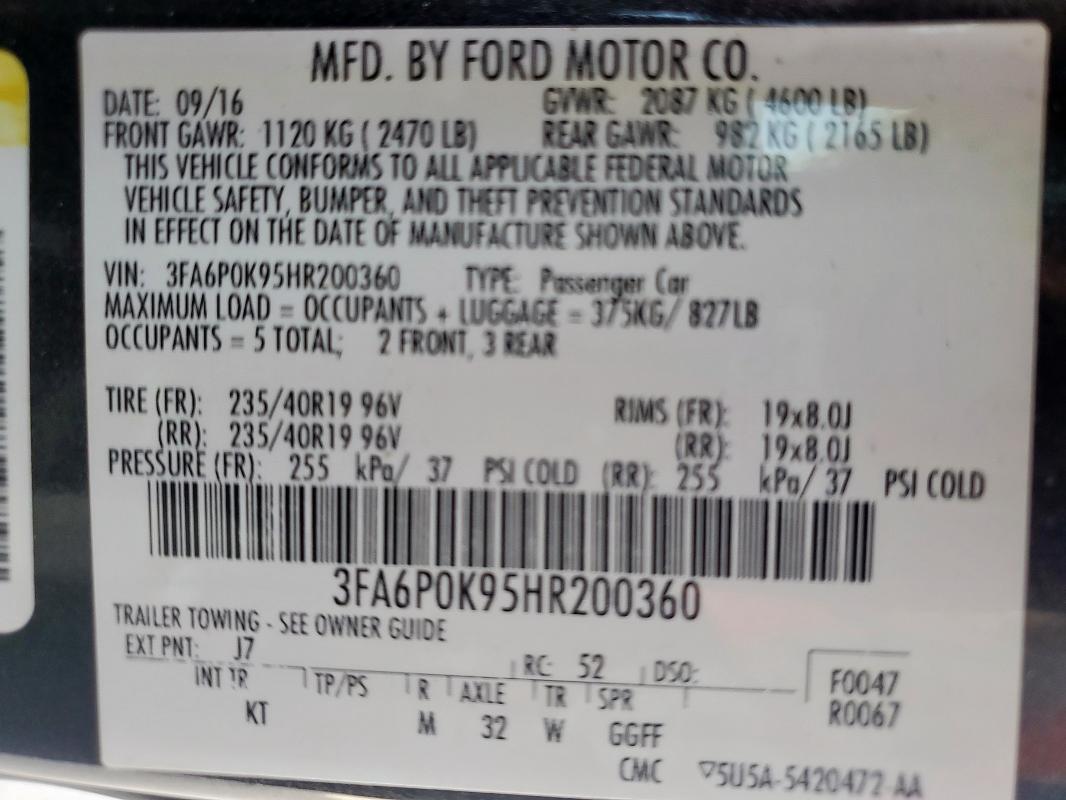 MFD. BY FORD MOTOR CO.
DATE: 09/16 GVWR: 2087 KG ( 4600 LB)
FRONT GAWR: 1120 KG ( 2470 LB) REAR GAWR: 982 KG ( 2165 LB)
THIS VEHICLE CONFORMS TO ALL APPLICABLE FEDERAL MOTOR
VEHICLE SAFETY, BUMPER, AND THEFT PREVENTION STANDARDS
IN EFFECT ON THE DATE OF MANUFACTURE SHOWN ABOVE.
VIN: 3FA6P0K95HR200360 TYPE: Passenger Car
MAXIMUM LOAD = OCCUPANTS + LUGGAGE = 375KG/ 827LB
OCCUPANTS = 5 TOTAL; 2 FRONT, 3 REAR
TIRE (FR): 235/40R19 96V RIMS (FR): 19x8.0J
(RR): 235/40R19 96V (RR): 19x8.0J
PRESSURE (FR): 255 kPa/ 37 PSI COLD (RR): 255 kPa/ 37 PSI COLD
3FA6P0K95HR200360
TRAILER TOWING - SEE OWNER GUIDE
EXT PNT: J7 RC: 52 DSO: F0047
INT TR TP/PS R AXLE TR SPR R0067
KT M 32 W GGFF
CMC ▽5U5A-5420472-AA